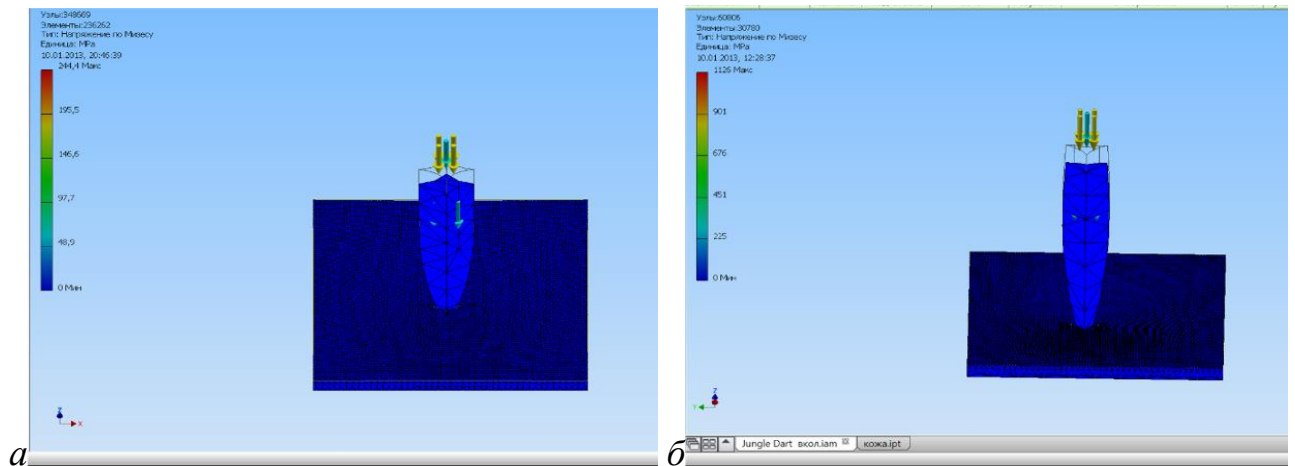 Узлы:348669
Элементы:236262
Тип: Напряжение по Мизесу
Единица: MPa
10.01.2013, 20:46:39
244,4 Макс
195,5
146,6
97,7
48,9
0 Мин
Z
X
а
Узлы:60806
Элементы:30789
Тип: Напряжение по Мизесу
Единица: MPa
10.01.2013, 12:28:37
1126 Макс
901
676
451
225
0 Мин
Z
Y
Jungle Dart вкол.iam
кожа.ipt
б